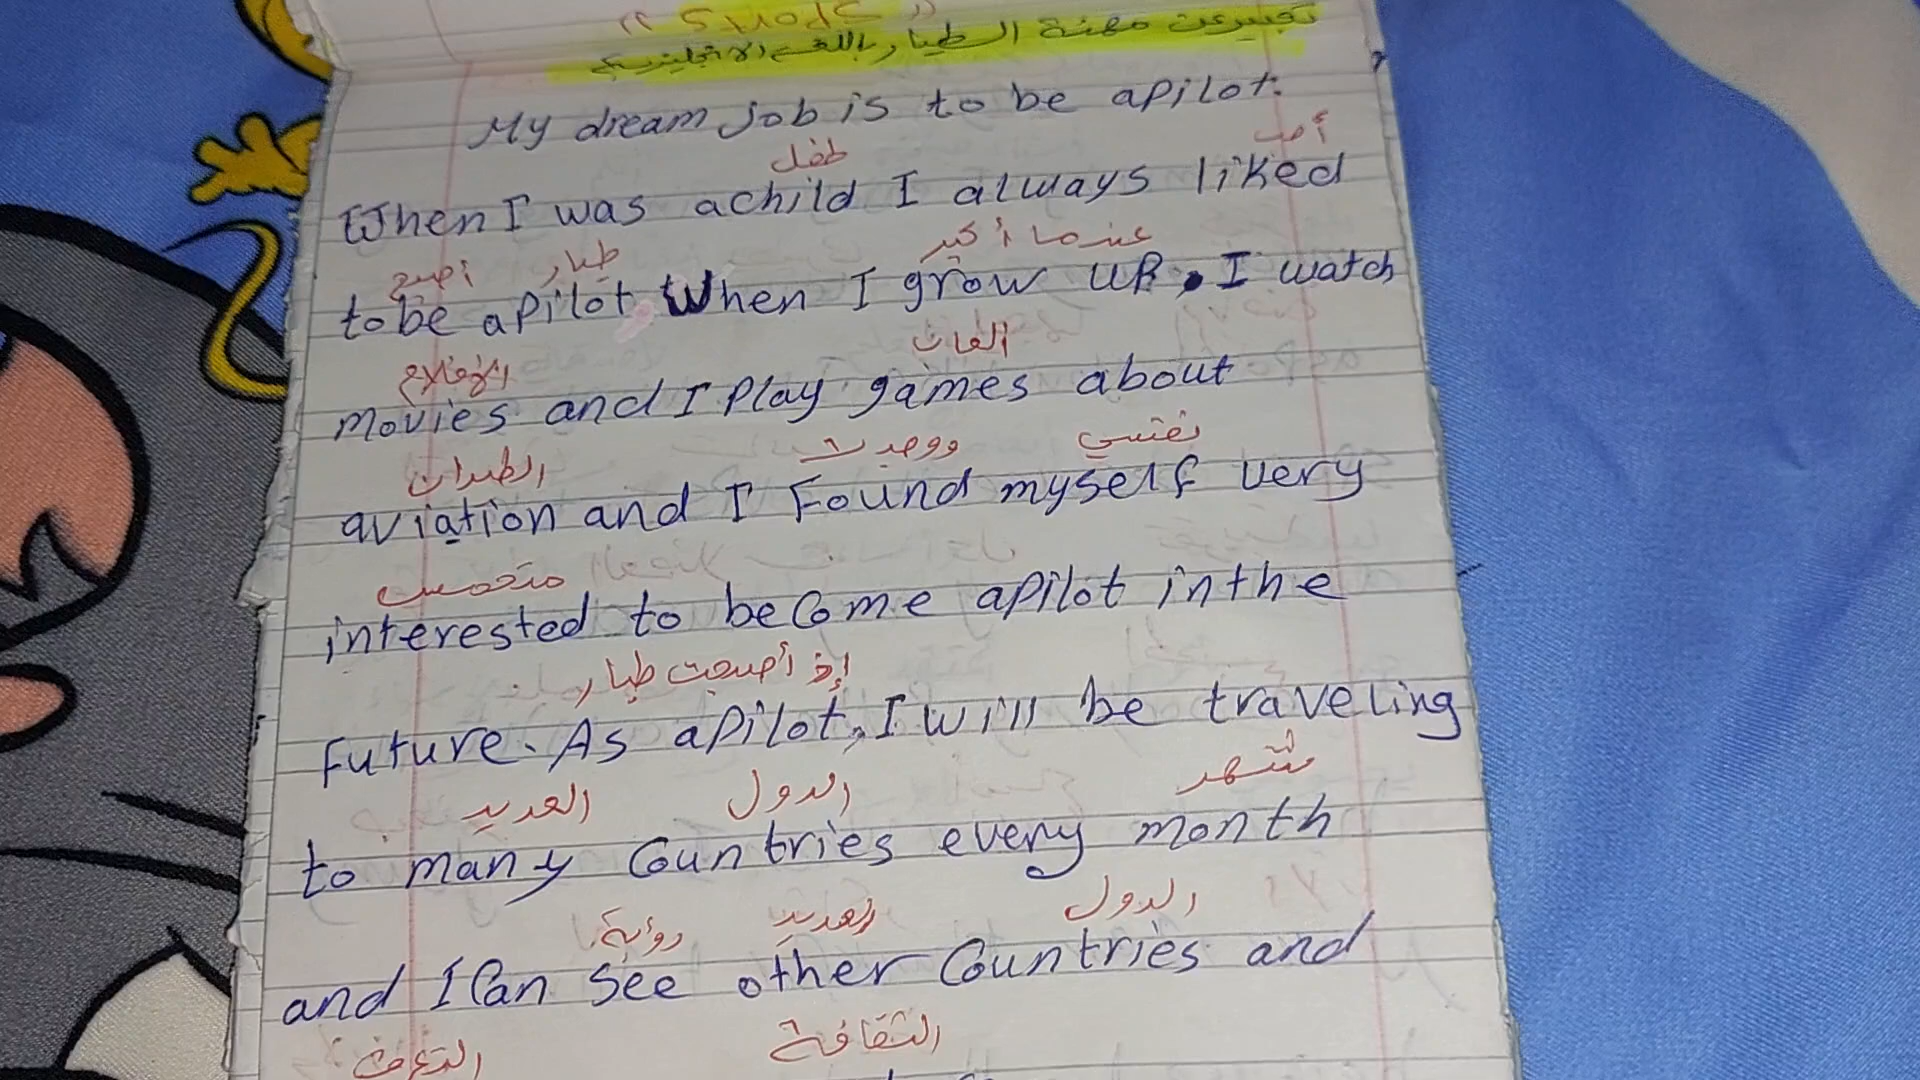 تعبير عن مهنة الطيار باللغة الانجليزية
My dream job is to be apilot.
طفل أحب
When I was achild I always liked
أصبح طيار عندما أكبر
to be apilot When I grow up, I watch
الأفلام العاب
movies and I play games about
الطيران ووجدت نفسي
aviation and I Found myself very
متحمس
interested to become apilot in the
إذ أصبحت طيار
Future. As apilot, I will be traveling
العديد الدول شهر
to many Countries every month
رؤية العديد الدول
and I Can see other Countries and
التعرف الثقافة